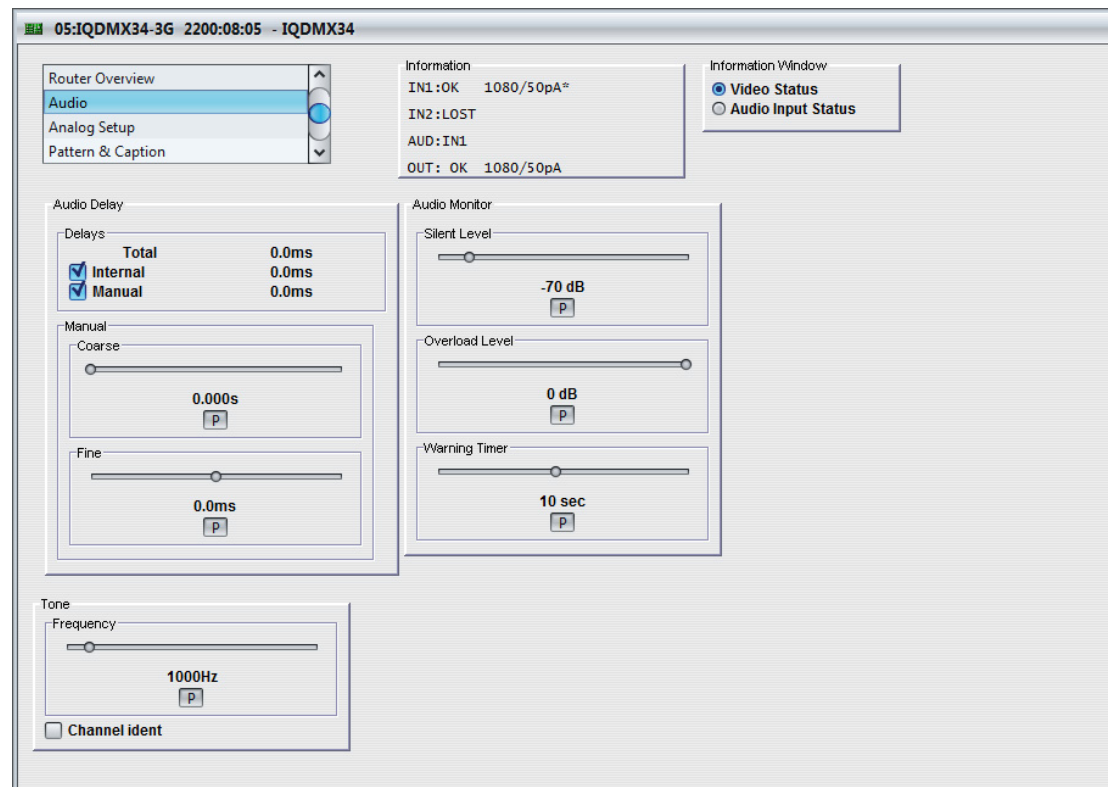 05:IQDMX34-3G 2200:08:05 - IQDMX34
Router Overview
Audio
Analog Setup
Pattern & Caption
Information
IN1:OK 1080/50pA*
IN2:LOST
AUD:IN1
OUT: OK 1080/50pA
Information Window
Video Status
Audio Input Status
Audio Delay
Delays
Total 0.0ms
Internal 0.0ms
Manual 0.0ms
Manual
Coarse
0.000s
P
Fine
0.0ms
P
Audio Monitor
Silent Level
-70 dB
P
Overload Level
0 dB
P
Warning Timer
10 sec
P
Tone
Frequency
1000Hz
P
Channel ident